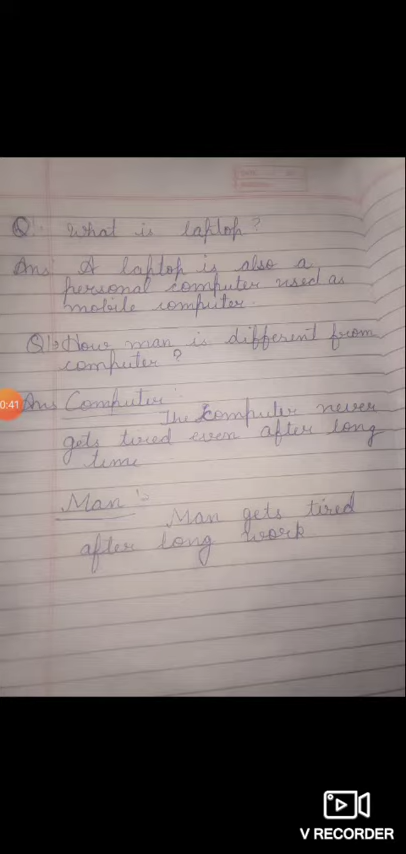 Q:- What is laptop?
Ans: A laptop is also a
personal computer used as
mobile computer.
Q:- How man is different from
computer?
0:41
Ans Computer:
The computer never
gets tired even after long
time
Man :-
Man gets tired
after long work.
V RECORDER